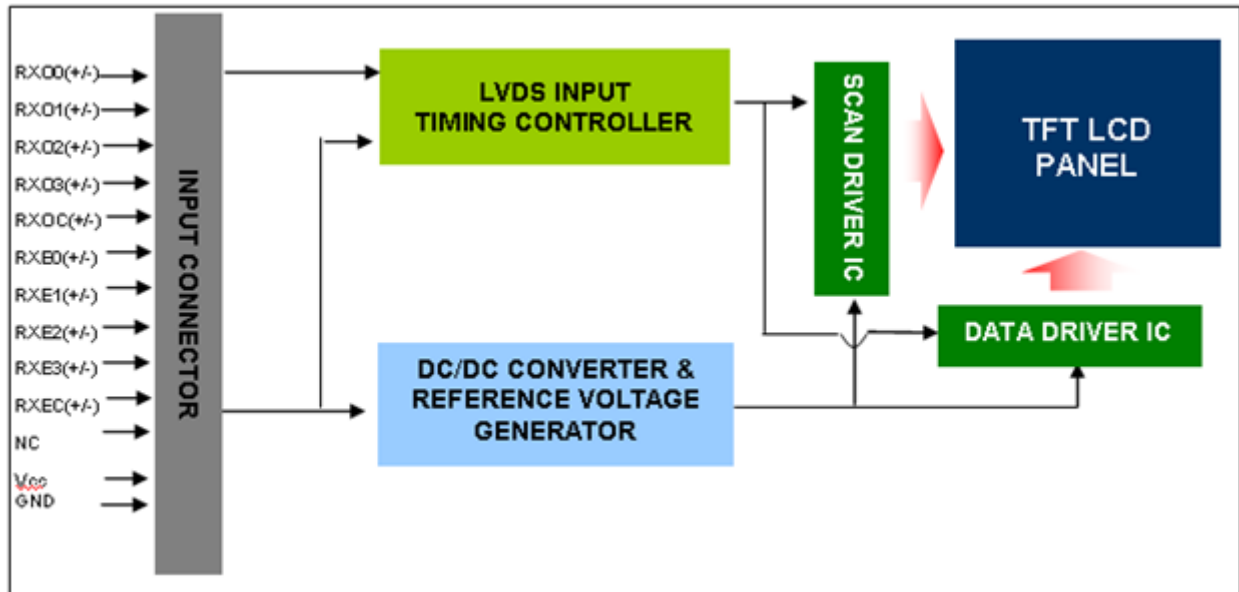 RXO0(+/-)
RXO1(+/-)
RXO2(+/-)
RXO3(+/-)
RXOC(+/-)
RXE0(+/-)
RXE1(+/-)
RXE2(+/-)
RXE3(+/-)
RXEC(+/-)
NC
Vcc
GND
INPUT CONNECTOR
LVDS INPUT
TIMING CONTROLLER
DC/DC CONVERTER &
REFERENCE VOLTAGE
GENERATOR
SCAN DRIVER IC
TFT LCD
PANEL
DATA DRIVER IC